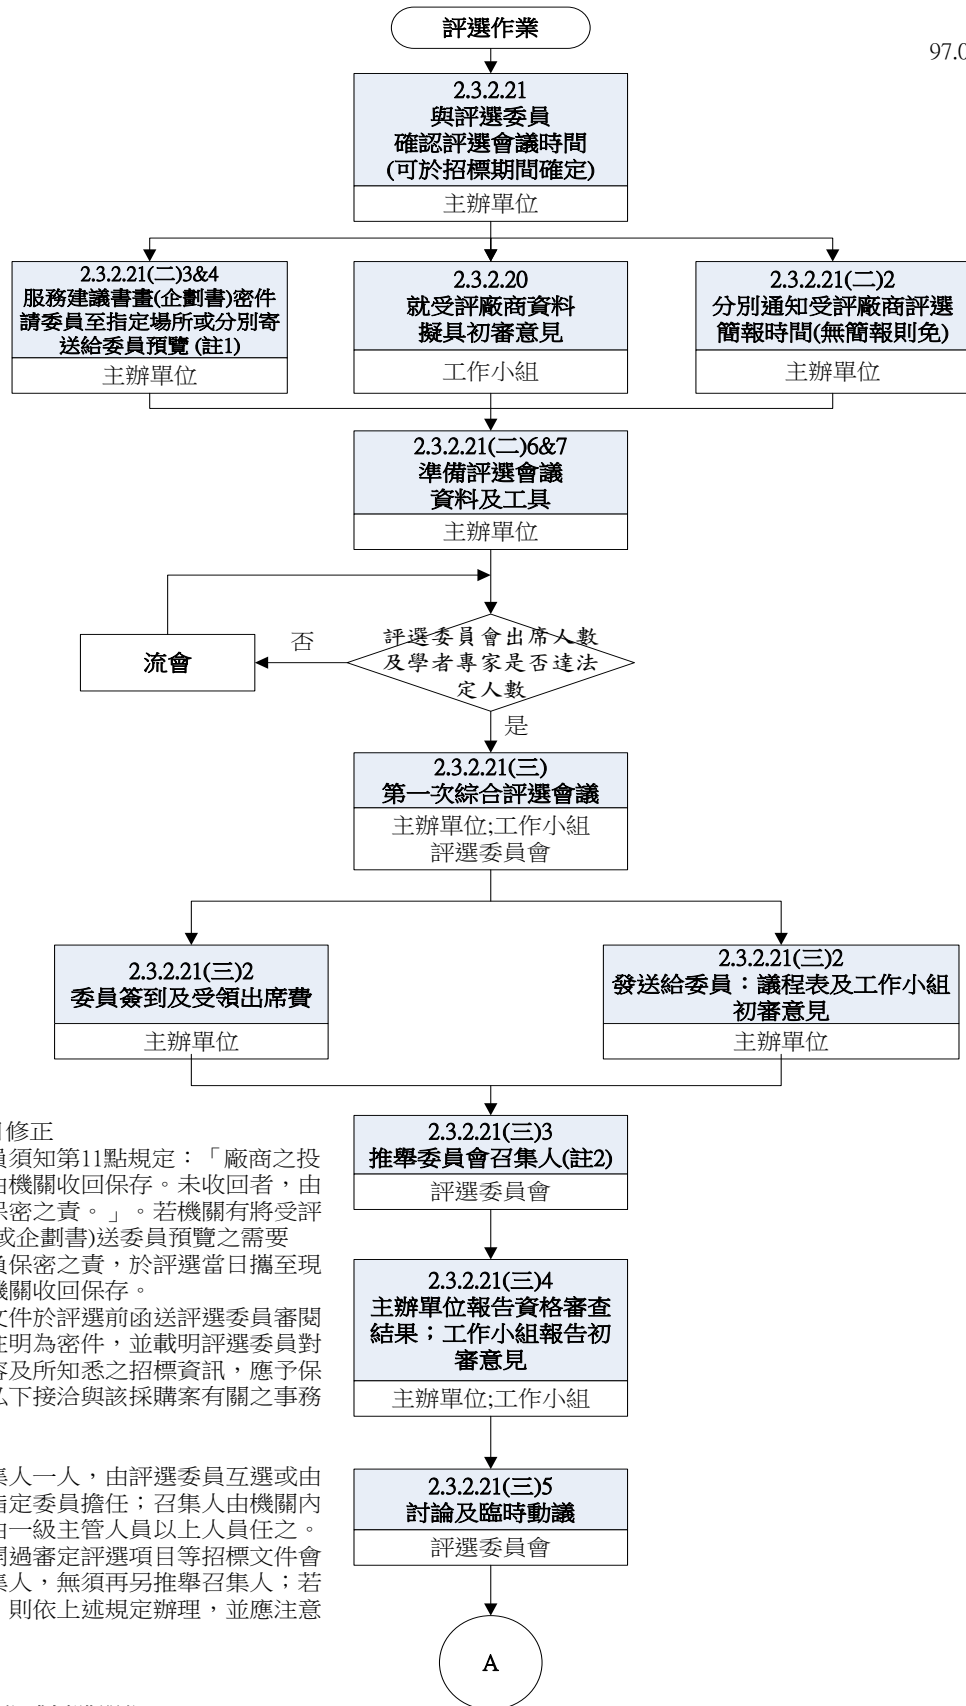 評選作業
97.0
2.3.2.21
與評選委員
確認評選會議時間
(可於招標期間確定)
主辦單位
2.3.2.21(二)3&4
服務建議書畫(企劃書)密件
請委員至指定場所或分別寄
送給委員預覽 (註1)
主辦單位
2.3.2.20
就受評廠商資料
擬具初審意見
工作小組
2.3.2.21(二)2
分別通知受評廠商評選
簡報時間(無簡報則免)
主辦單位
2.3.2.21(二)6&7
準備評選會議
資料及工具
主辦單位
評選委員會出席人數
及學者專家是否達法
定人數
否
流會
是
2.3.2.21(三)
第一次綜合評選會議
主辦單位;工作小組
評選委員會
2.3.2.21(三)2
委員簽到及受領出席費
主辦單位
2.3.2.21(三)2
發送給委員：議程表及工作小組
初審意見
主辦單位
2.3.2.21(三)3
推舉委員會召集人(註2)
評選委員會
2.3.2.21(三)4
主辦單位報告資格審查
結果；工作小組報告初
審意見
主辦單位;工作小組
2.3.2.21(三)5
討論及臨時動議
評選委員會
A
修正
員須知第11點規定：「廠商之投
由機關收回保存。未收回者，由
保密之責。」。若機關有將受評
或企劃書)送委員預覽之需要
負保密之責，於評選當日攜至現
機關收回保存。
文件於評選前函送評選委員審閱
註明為密件，並載明評選委員對
容及所知悉之招標資訊，應予保
私下接洽與該採購案有關之事務
集人一人，由評選委員互選或由
指定委員擔任；召集人由機關內
由一級主管人員以上人員任之。
開過審定評選項目等招標文件會
集人，無須再另推舉召集人；若
則依上述規定辦理，並應注意